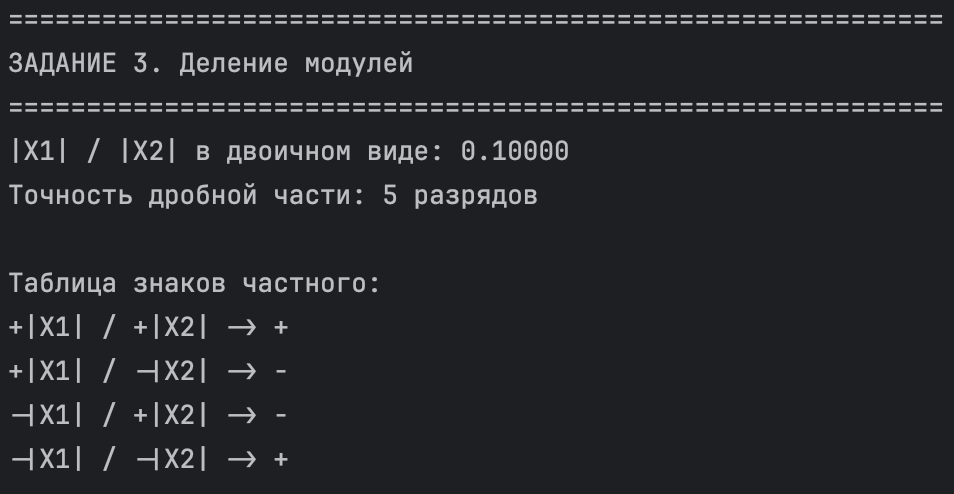 ============================================================
ЗАДАНИЕ 3. Деление модулей
============================================================
|X1| / |X2| в двоичном виде: 0.10000
Точность дробной части: 5 разрядов
Таблица знаков частного:
+|X1| / +|X2| -> +
+|X1| / -|X2| -> -
-|X1| / +|X2| -> -
-|X1| / -|X2| -> +